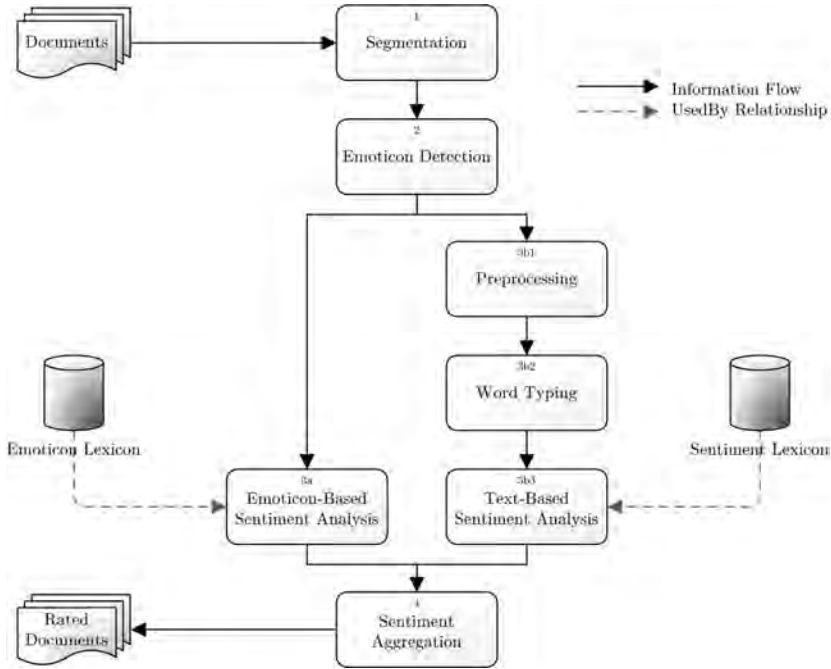 1
Documents
Segmentation
Information Flow
UsedBy Relationship
2
Emoticon Detection
3b1
Preprocessing
3b2
Word Typing
Emoticon Lexicon
Sentiment Lexicon
3a
Emoticon-Based
Sentiment Analysis
3b3
Text-Based
Sentiment Analysis
4
Sentiment
Aggregation
Rated
Documents